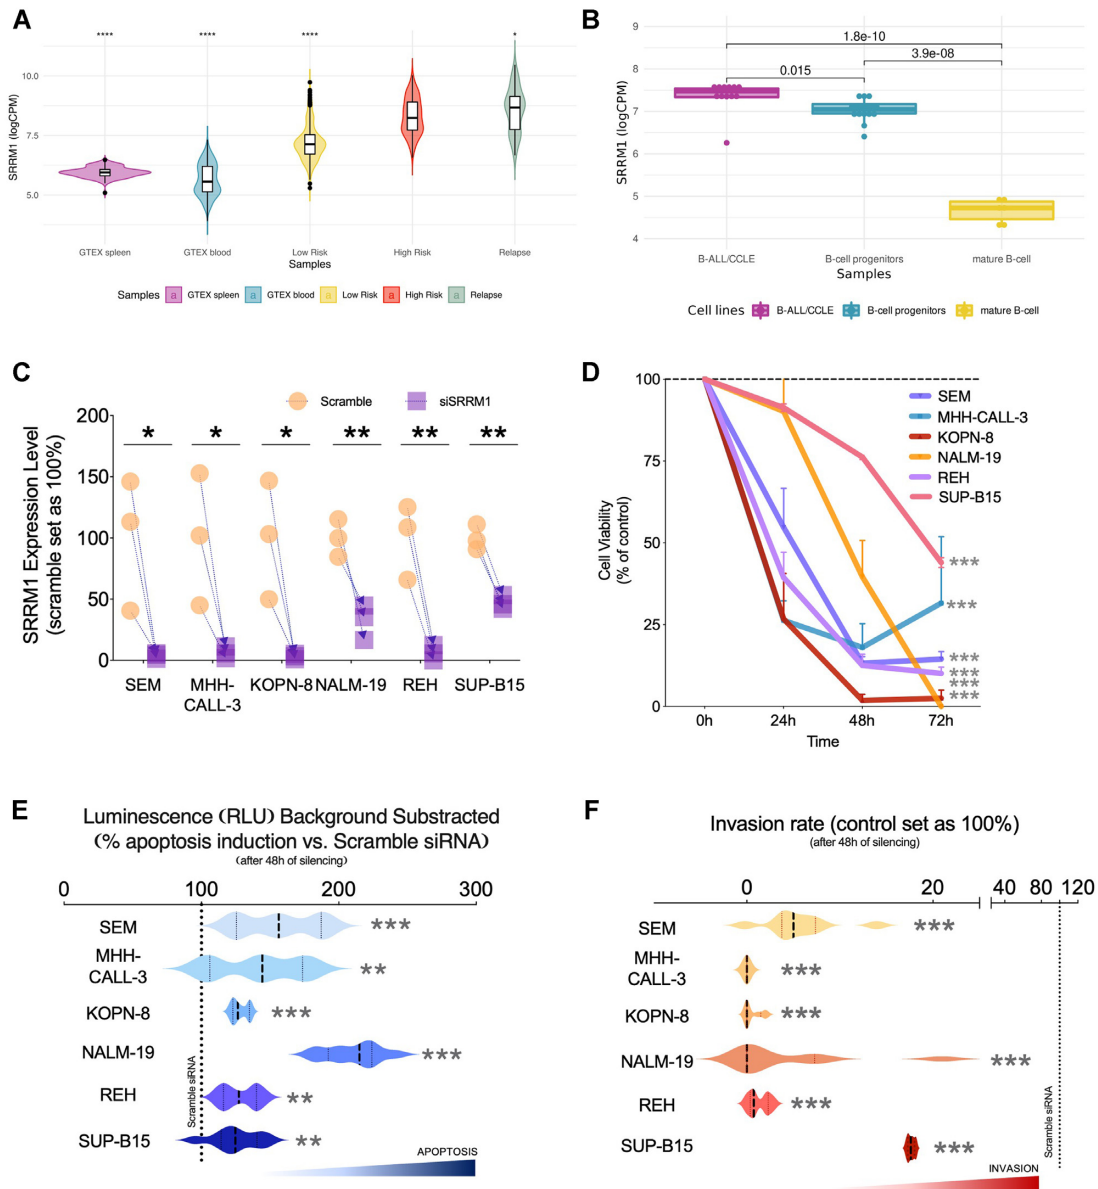 A
****
****
****
*
SRRM1 (logCPM)
10.0
7.5
5.0
GTEX spleen
GTEX blood
Low Risk
High Risk
Relapse
Samples
Samples a GTEX spleen a GTEX blood a Low Risk a High Risk a Relapse
B
SRRM1 (logCPM)
9
8
7
6
5
4
1.8e-10
3.9e-08
0.015
B-ALL/CCLE
B-cell progenitors
mature B-cell
Samples
Cell lines B-ALL/CCLE B-cell progenitors mature B-cell
C
Scramble siSRRM1
SRRM1 Expression Level
(scramble set as 100%)
200
150
100
50
0
* * * ** ** **
SEM
MHH-
CALL-3
KOPN-8
NALM-19
REH
SUP-B15
D
Cell Viability
(% of control)
100
75
50
25
0
SEM
MHH-CALL-3
KOPN-8
NALM-19
REH
SUP-B15
***
***
***
***
***
***
0h 24h 48h 72h
Time
E
Luminescence (RLU) Background Substracted
(% apoptosis induction vs. Scramble siRNA)
(after 48h of silencing)
0 100 200 300
SEM ***
MHH-
CALL-3 **
KOPN-8 ***
NALM-19 ***
REH **
SUP-B15 **
Scramble siRNA
APOPTOSIS
F
Invasion rate (control set as 100%)
(after 48h of silencing)
0 20 40 80 120
SEM ***
MHH-
CALL-3 ***
KOPN-8 ***
NALM-19 ***
REH ***
SUP-B15 ***
Scramble siRNA
INVASION